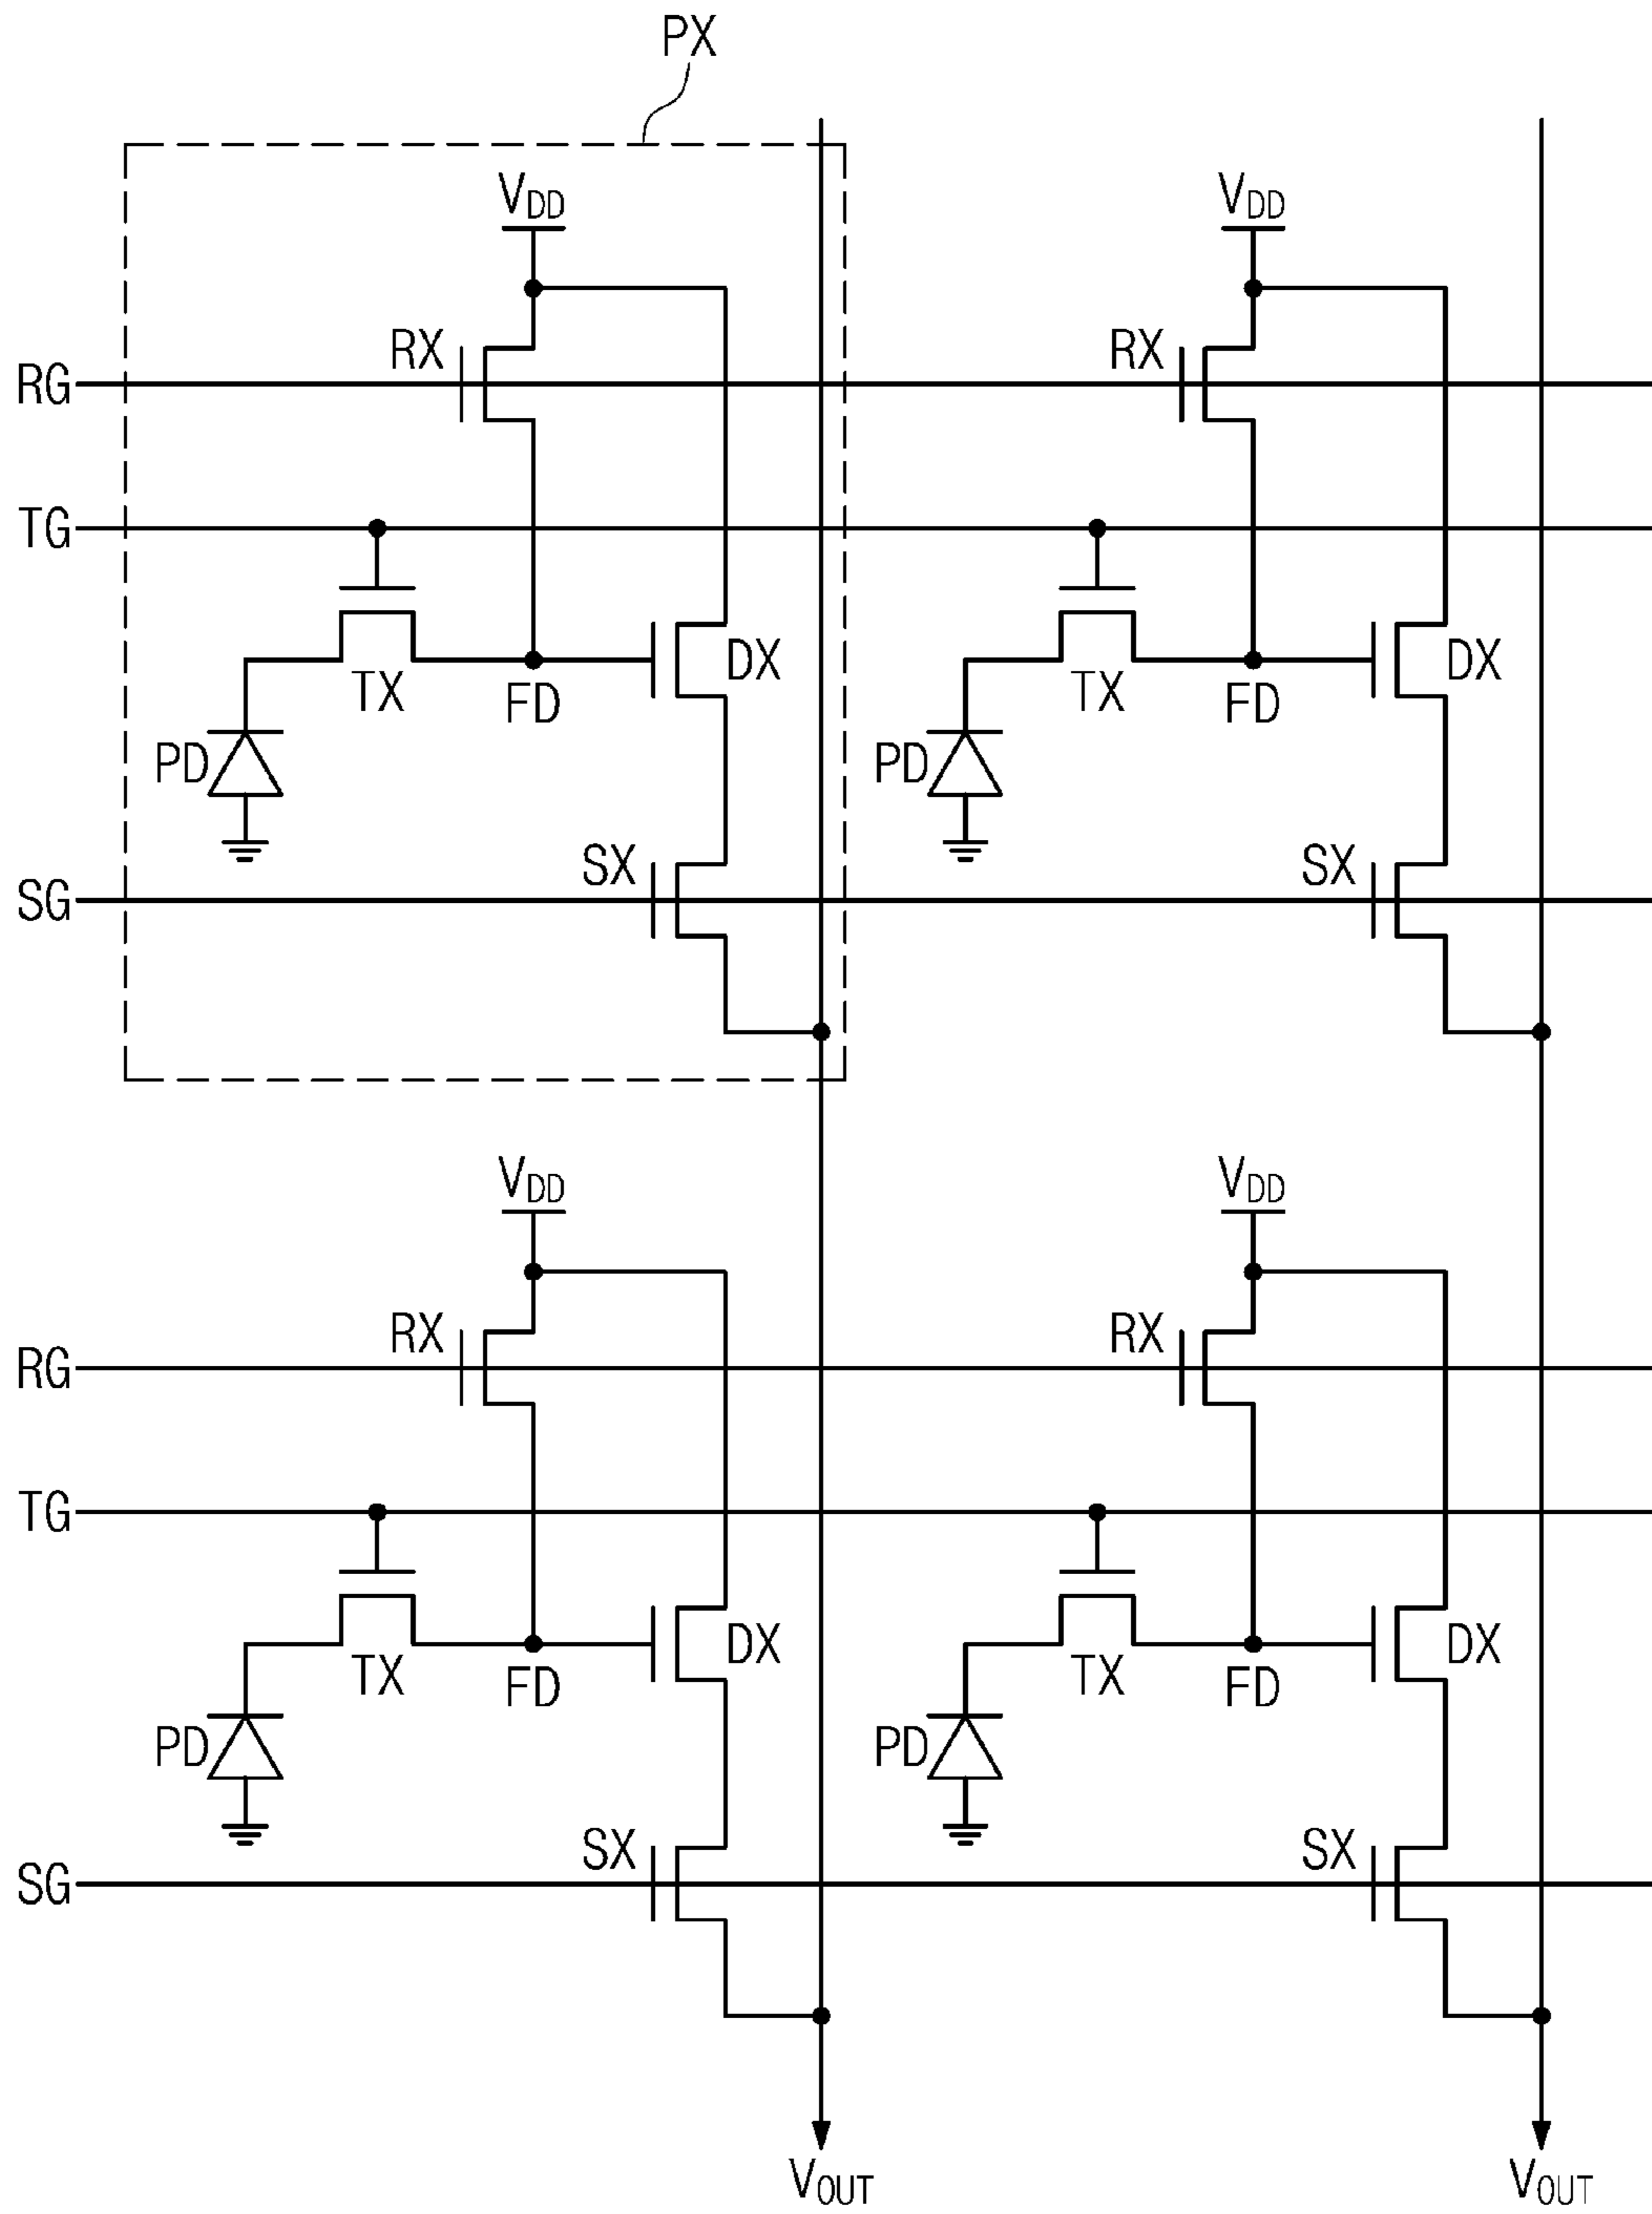 PX
VDD VDD
RX RX
RG
TG
DX DX
TX FD TX FD
PD PD
SX SX
SG
VDD VDD
RX RX
RG
TG
DX DX
TX FD TX FD
PD PD
SX SX
SG
VOUT VOUT